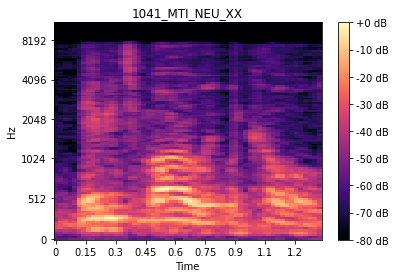 1041_MTI_NEU_XX
8192
4096
2048
1024
512
0
Hz
0 0.15 0.3 0.45 0.6 0.75 0.9 1.1 1.2
Time
+0 dB
-10 dB
-20 dB
-30 dB
-40 dB
-50 dB
-60 dB
-70 dB
-80 dB